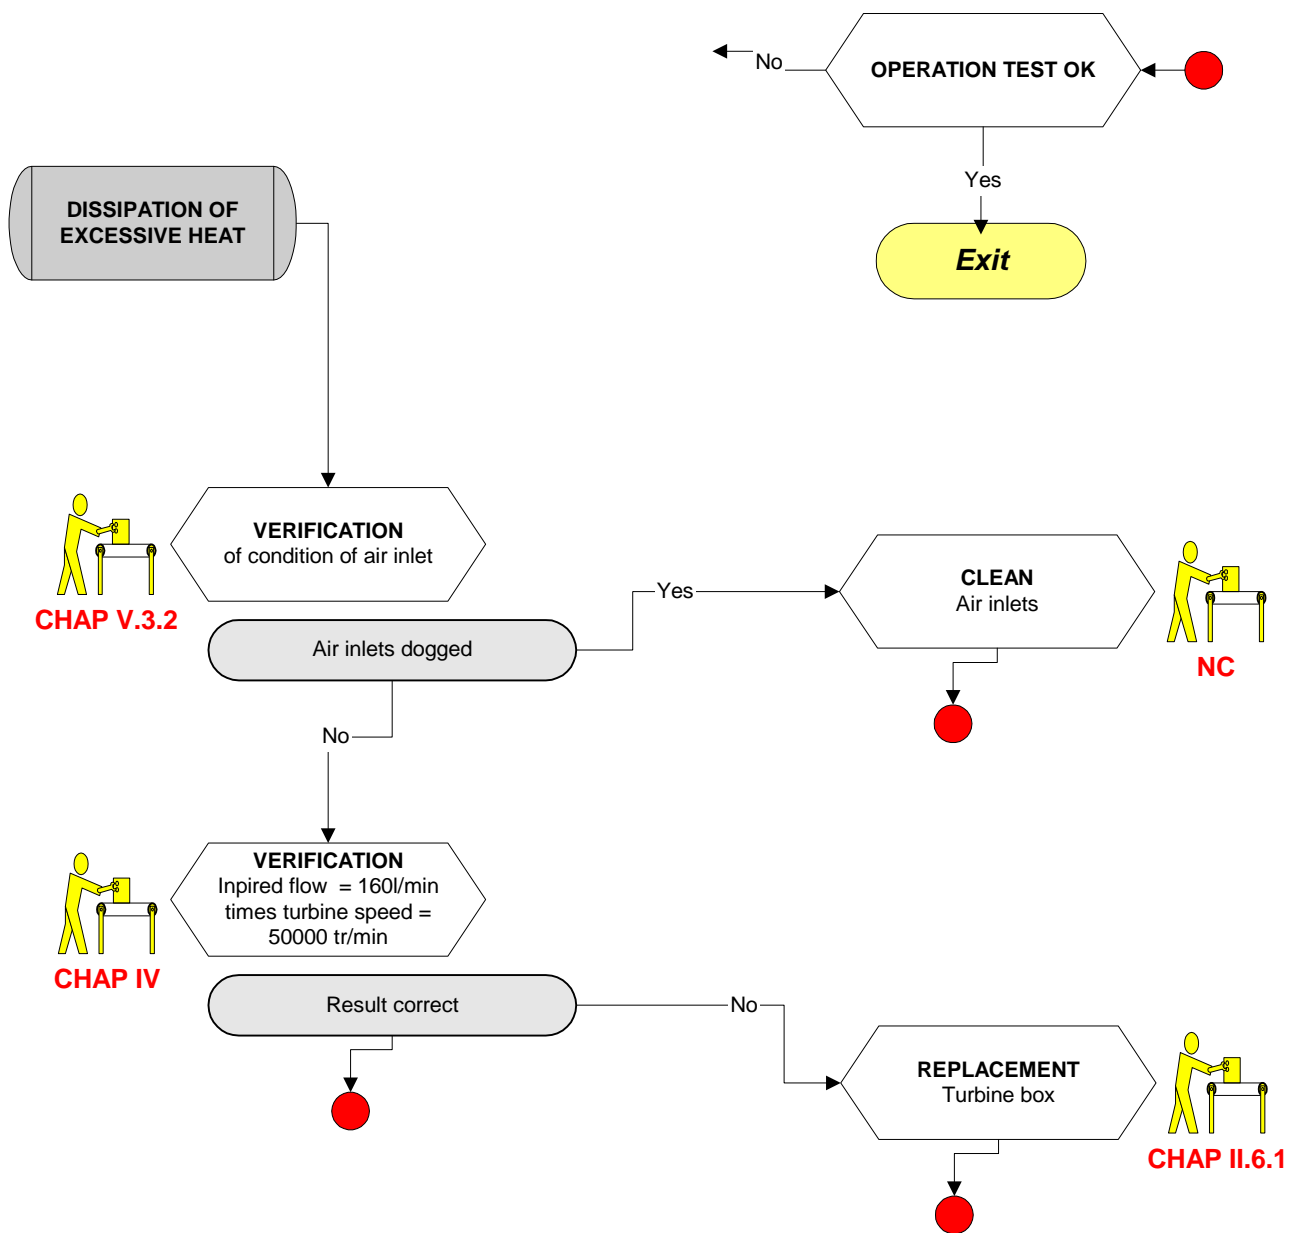 No
OPERATION TEST OK
Yes
Exit
DISSIPATION OF
EXCESSIVE HEAT
VERIFICATION
of condition of air inlet
CHAP V.3.2
Air inlets dogged
Yes
CLEAN
Air inlets
NC
No
VERIFICATION
Inpired flow = 160l/min
times turbine speed =
50000 tr/min
CHAP IV
Result correct
No
REPLACEMENT
Turbine box
CHAP II.6.1